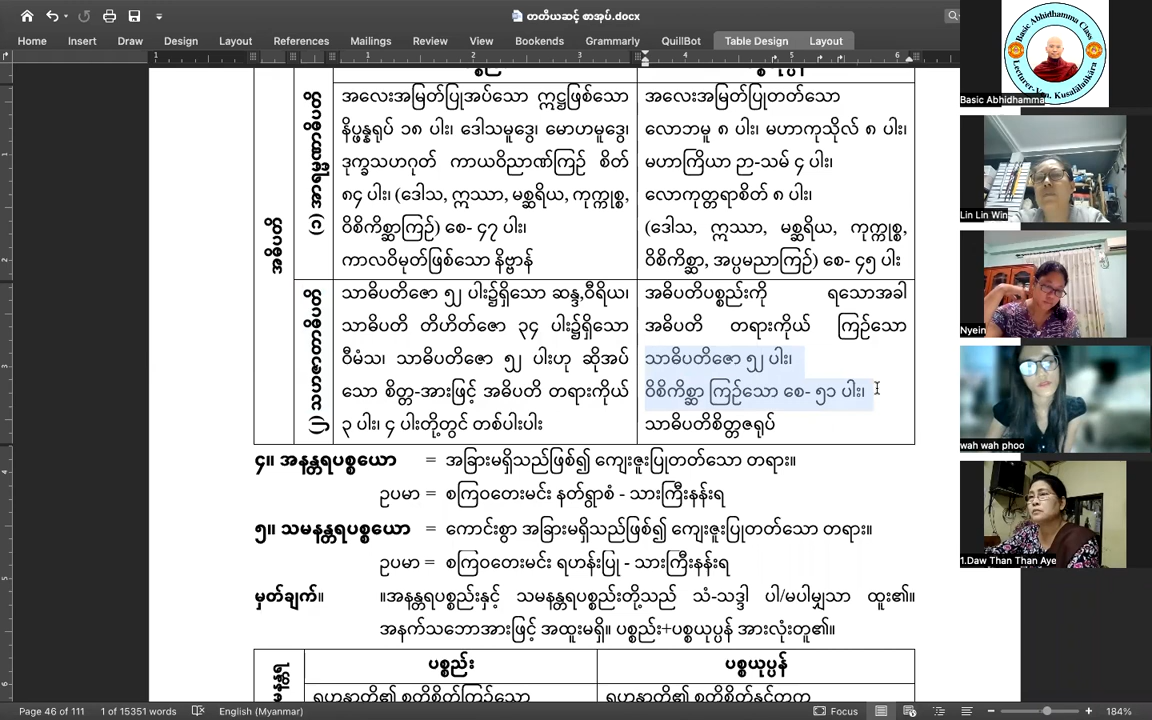 တတိယဆင့် စာအုပ်.docx
Home Insert Draw Design Layout References Mailings Review View Bookends Grammarly QuillBot Table Design Layout
အဓိပတိ
(၁) အာရမ္မဏာဓိပတိ
အလေးအမြတ်ပြုအပ်သော ဣဋ္ဌဖြစ်သော
နိပ္ဖန္နရုပ် ၁၈ ပါး၊ ဒေါသမူဒွေ၊ မောဟမူဒွေ၊
ဒုက္ခသဟဂုတ် ကာယဝိညာဏ်ကြဉ် စိတ်
၈၄ ပါး၊ (ဒေါသ, ဣဿာ, မစ္ဆရိယ, ကုက္ကုစ္စ,
ဝိစိကိစ္ဆာကြဉ်) စေ- ၄၇ ပါး၊
ကာလဝိမုတ်ဖြစ်သော နိဗ္ဗာန်
အလေးအမြတ်ပြုတတ်သော
လောဘမူ ၈ ပါး၊ မဟာကုသိုလ် ၈ ပါး၊
မဟာကြိယာ ဉာ-သမ် ၄ ပါး၊
လောကုတ္တရာစိတ် ၈ ပါး၊
(ဒေါသ, ဣဿာ, မစ္ဆရိယ, ကုက္ကုစ္စ,
ဝိစိကိစ္ဆာ, အပ္ပမညာကြဉ်) စေ- ၄၅ ပါး
(၂) သဟဇာတာဓိပတိ
သာဓိပတိဇော ၅၂ ပါး၌ရှိသော ဆန္ဒ,ဝီရိယ၊
သာဓိပတိ တိဟိတ်ဇော ၃၄ ပါး၌ရှိသော
ဝီမံသ၊ သာဓိပတိဇော ၅၂ ပါးဟု ဆိုအပ်
သော စိတ္တ-အားဖြင့် အဓိပတိ တရားကိုယ်
၃ ပါး၊ ၄ ပါးတို့တွင် တစ်ပါးပါး
အဓိပတိပစ္စည်းကို ရသောအခါ
အဓိပတိ တရားကိုယ် ကြဉ်သော
သာဓိပတိဇော ၅၂ ပါး၊
ဝိစိကိစ္ဆာ ကြဉ်သော စေ- ၅၁ ပါး၊
သာဓိပတိစိတ္တဇရုပ်
၄။ အနန္တရပစ္စယော = အခြားမရှိသည်ဖြစ်၍ ကျေးဇူးပြုတတ်သော တရား။
ဥပမာ = စကြဝတေးမင်း နတ်ရွာစံ - သားကြီးနန်းရ
၅။ သမနန္တရပစ္စယော = ကောင်းစွာ အခြားမရှိသည်ဖြစ်၍ ကျေးဇူးပြုတတ်သော တရား။
ဥပမာ = စကြဝတေးမင်း ရဟန်းပြု - သားကြီးနန်းရ
မှတ်ချက်။ ။အနန္တရပစ္စည်းနှင့် သမနန္တရပစ္စည်းတို့သည် သံ-သဒ္ဒါ ပါ/မပါမျှသာ ထူး၏။
အနက်သဘောအားဖြင့် အထူးမရှိ။ ပစ္စည်း+ပစ္စယုပ္ပန် အားလုံးတူ၏။
ပစ္စည်း ပစ္စယုပ္ပန်
Page 46 of 111 1 of 15351 words English (Myanmar) Focus 184%
Basic Abhidhamma Class
Lecturer-Ven. Kusalālaṅkāra
Basic Abhidhamma
Lin Lin Win
Nyein
wah wah phoo
1.Daw Than Than Aye